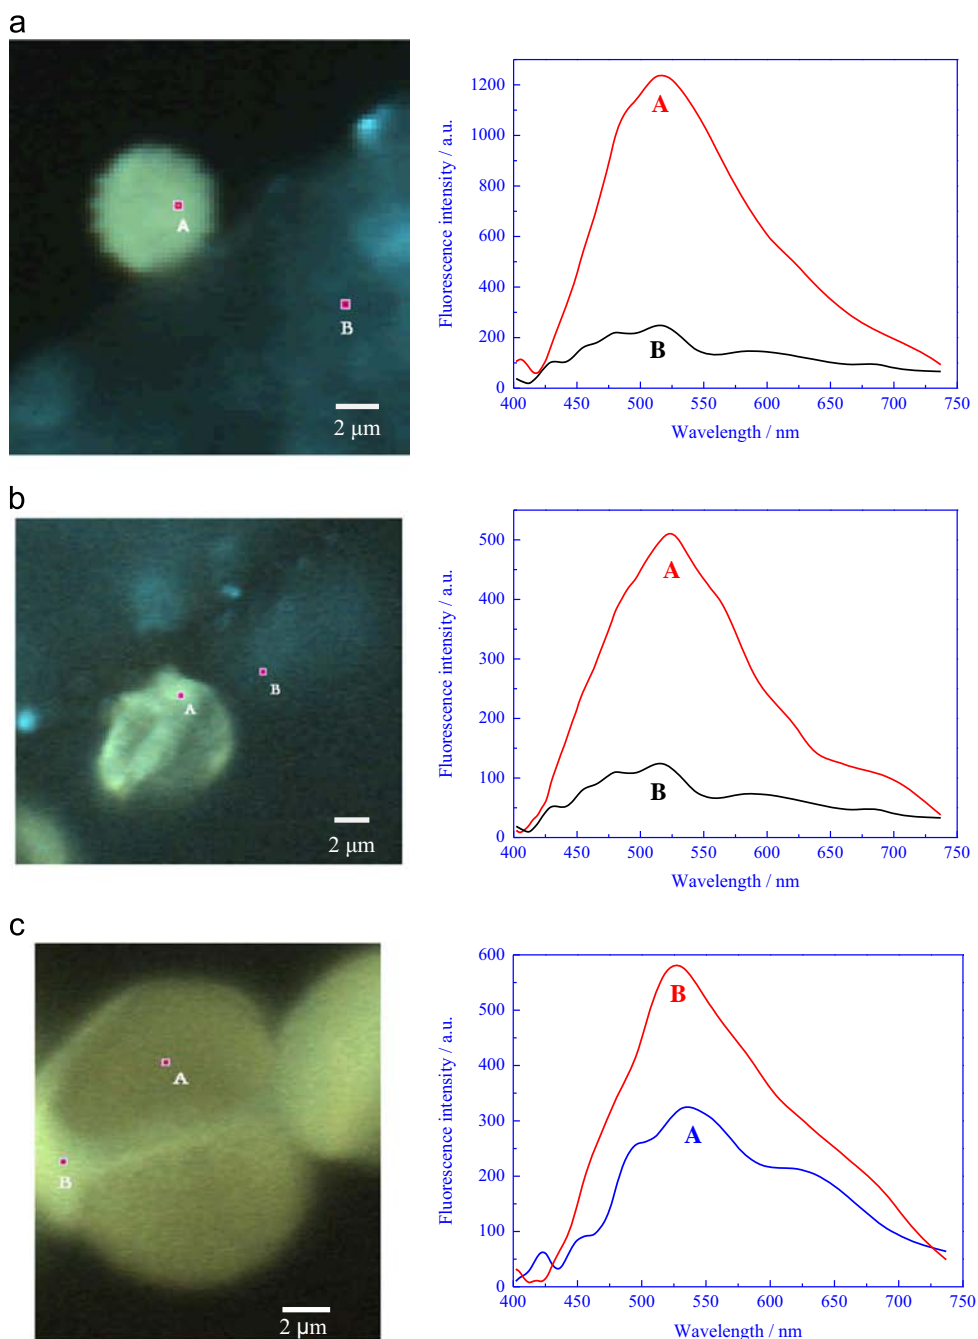 a
A
B
2 μm
Fluorescence intensity / a.u.
1200
1000
800
600
400
200
0
A
B
400 450 500 550 600 650 700 750
Wavelength / nm
b
A
B
2 μm
Fluorescence intensity / a.u.
500
400
300
200
100
0
A
B
400 450 500 550 600 650 700 750
Wavelength / nm
c
A
B
2 μm
Fluorescence intensity / a.u.
600
500
400
300
200
100
0
B
A
400 450 500 550 600 650 700 750
Wavelength / nm